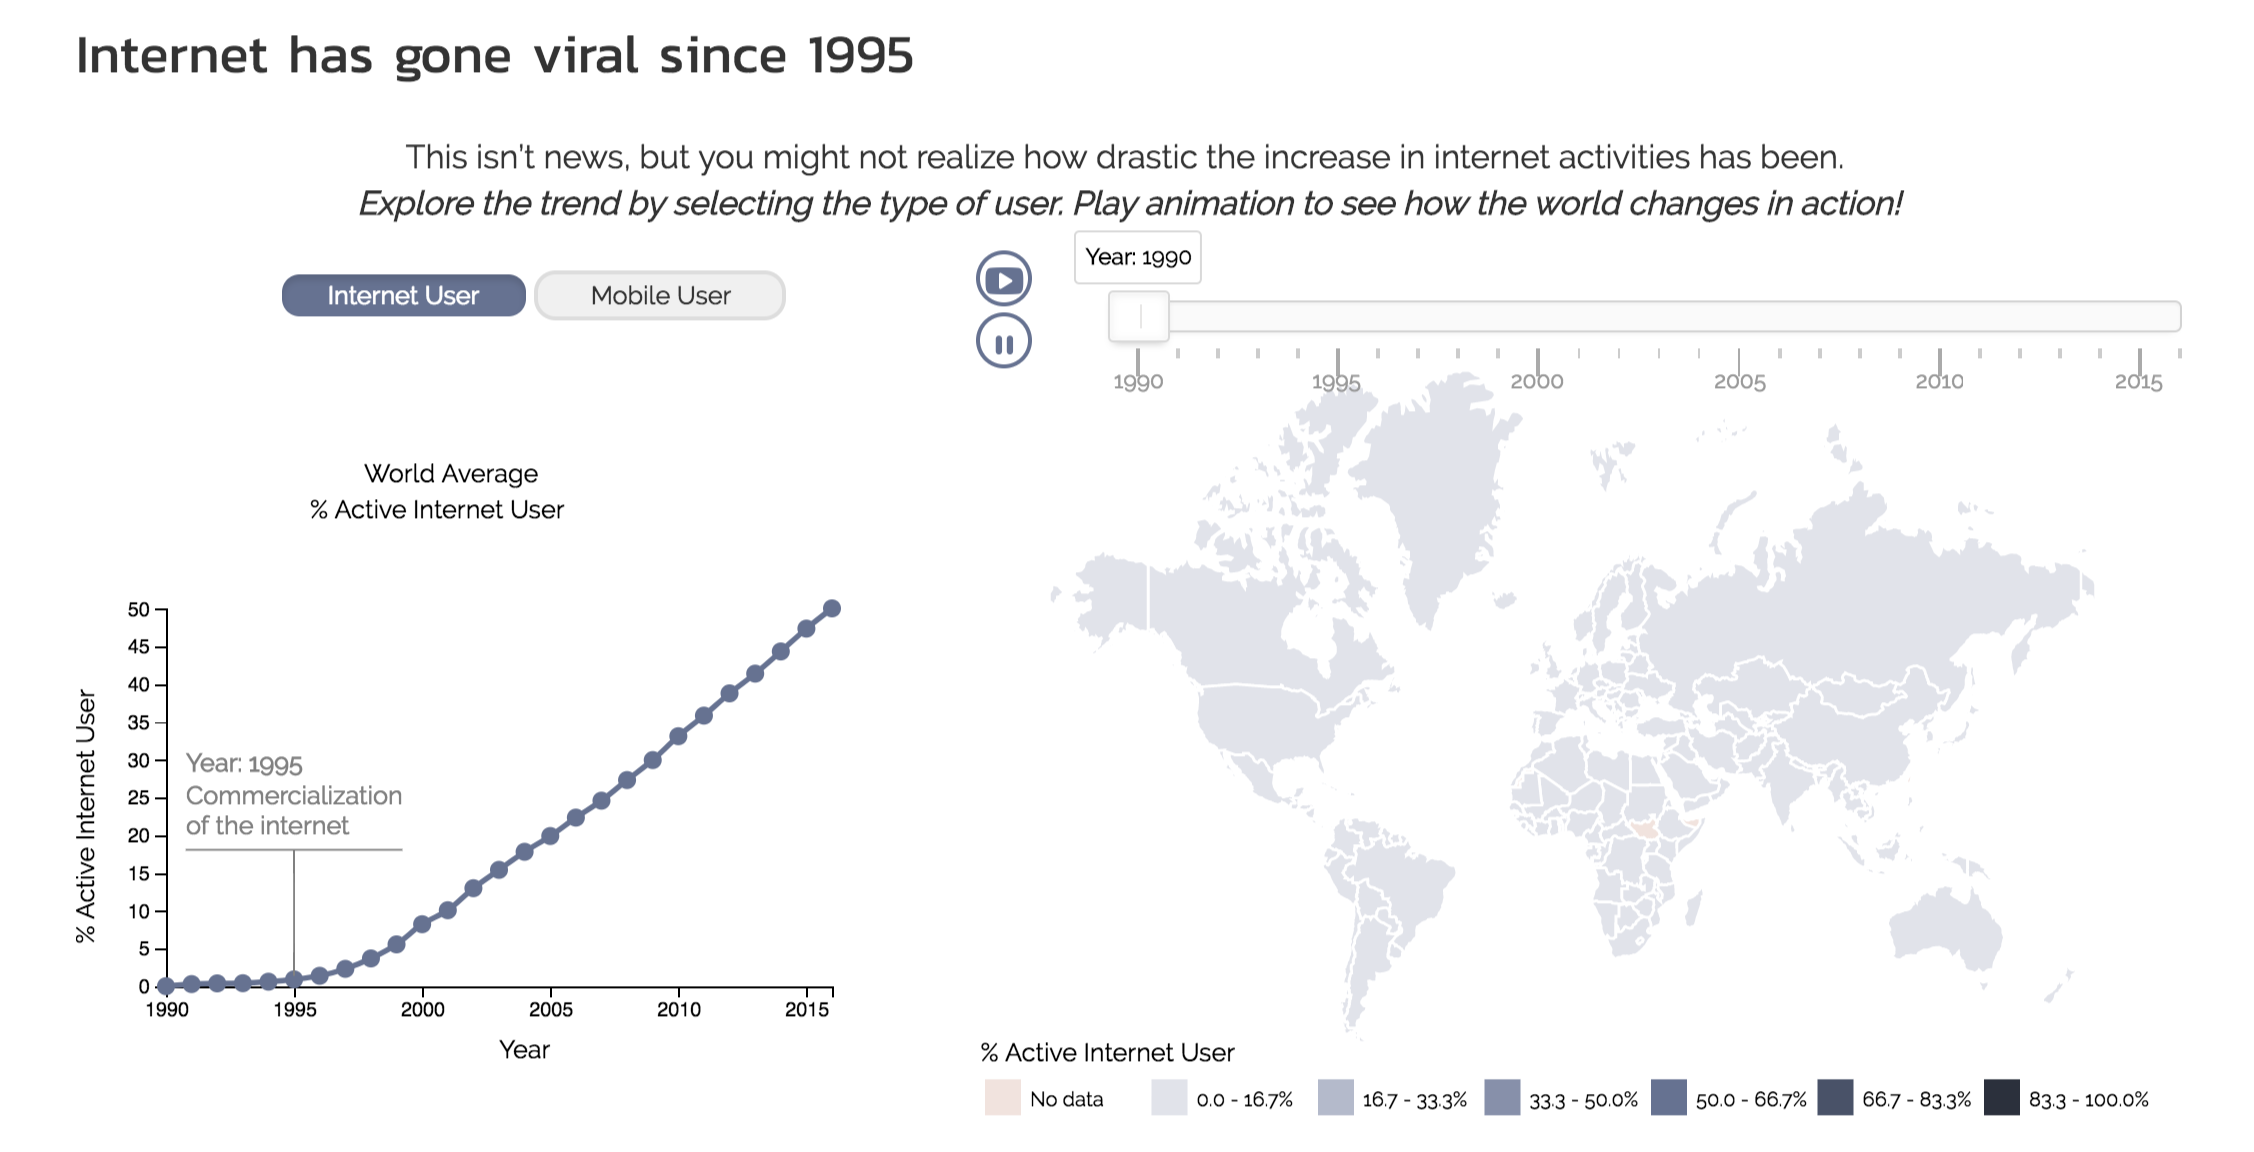 Internet has gone viral since 1995
This isn't news, but you might not realize how drastic the increase in internet activities has been.
Explore the trend by selecting the type of user. Play animation to see how the world changes in action!
Internet User
Mobile User
Year: 1990
1990
1995
2000
2005
2010
2015
World Average
% Active Internet User
% Active Internet User
50
45
40
35
30
25
20
15
10
5
0
Year: 1995
Commercialization
of the internet
1990
1995
2000
2005
2010
2015
Year
% Active Internet User
No data
0.0 - 16.7%
16.7 - 33.3%
33.3 - 50.0%
50.0 - 66.7%
66.7 - 83.3%
83.3 - 100.0%